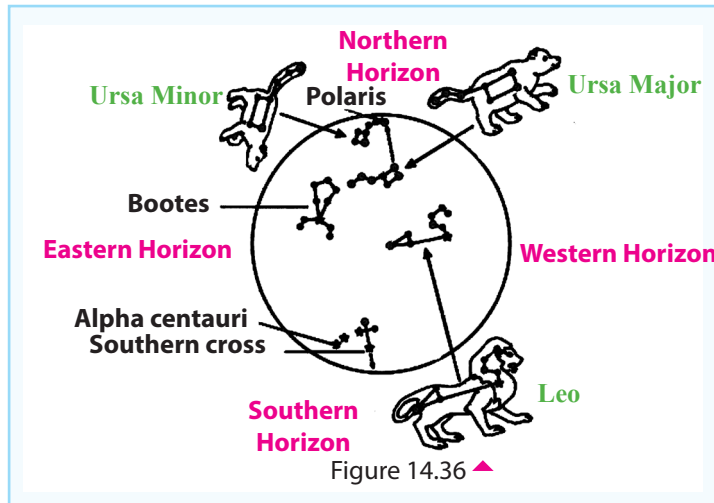 Northern
Horizon
Ursa Minor
Polaris
Ursa Major
Bootes
Eastern Horizon
Western Horizon
Alpha centauri
Southern cross
Southern
Horizon
Leo
Figure 14.36